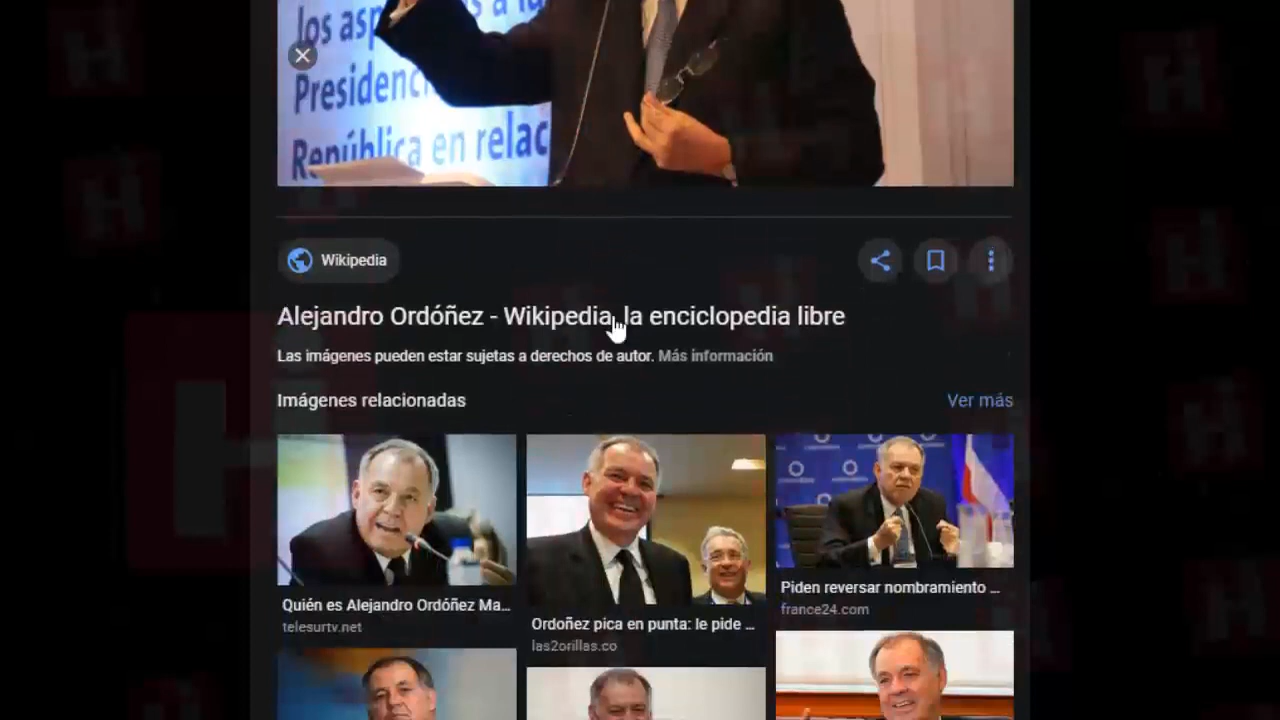 los asp
Presidenc
República en relac
Wikipedia
Alejandro Ordóñez - Wikipedia, la enciclopedia libre
Las imágenes pueden estar sujetas a derechos de autor. Más información
Imágenes relacionadas
Ver más
Quién es Alejandro Ordóñez Ma...
telesurtv.net
Ordoñez pica en punta: le pide ...
las2orillas.co
Piden reversar nombramiento ...
france24.com